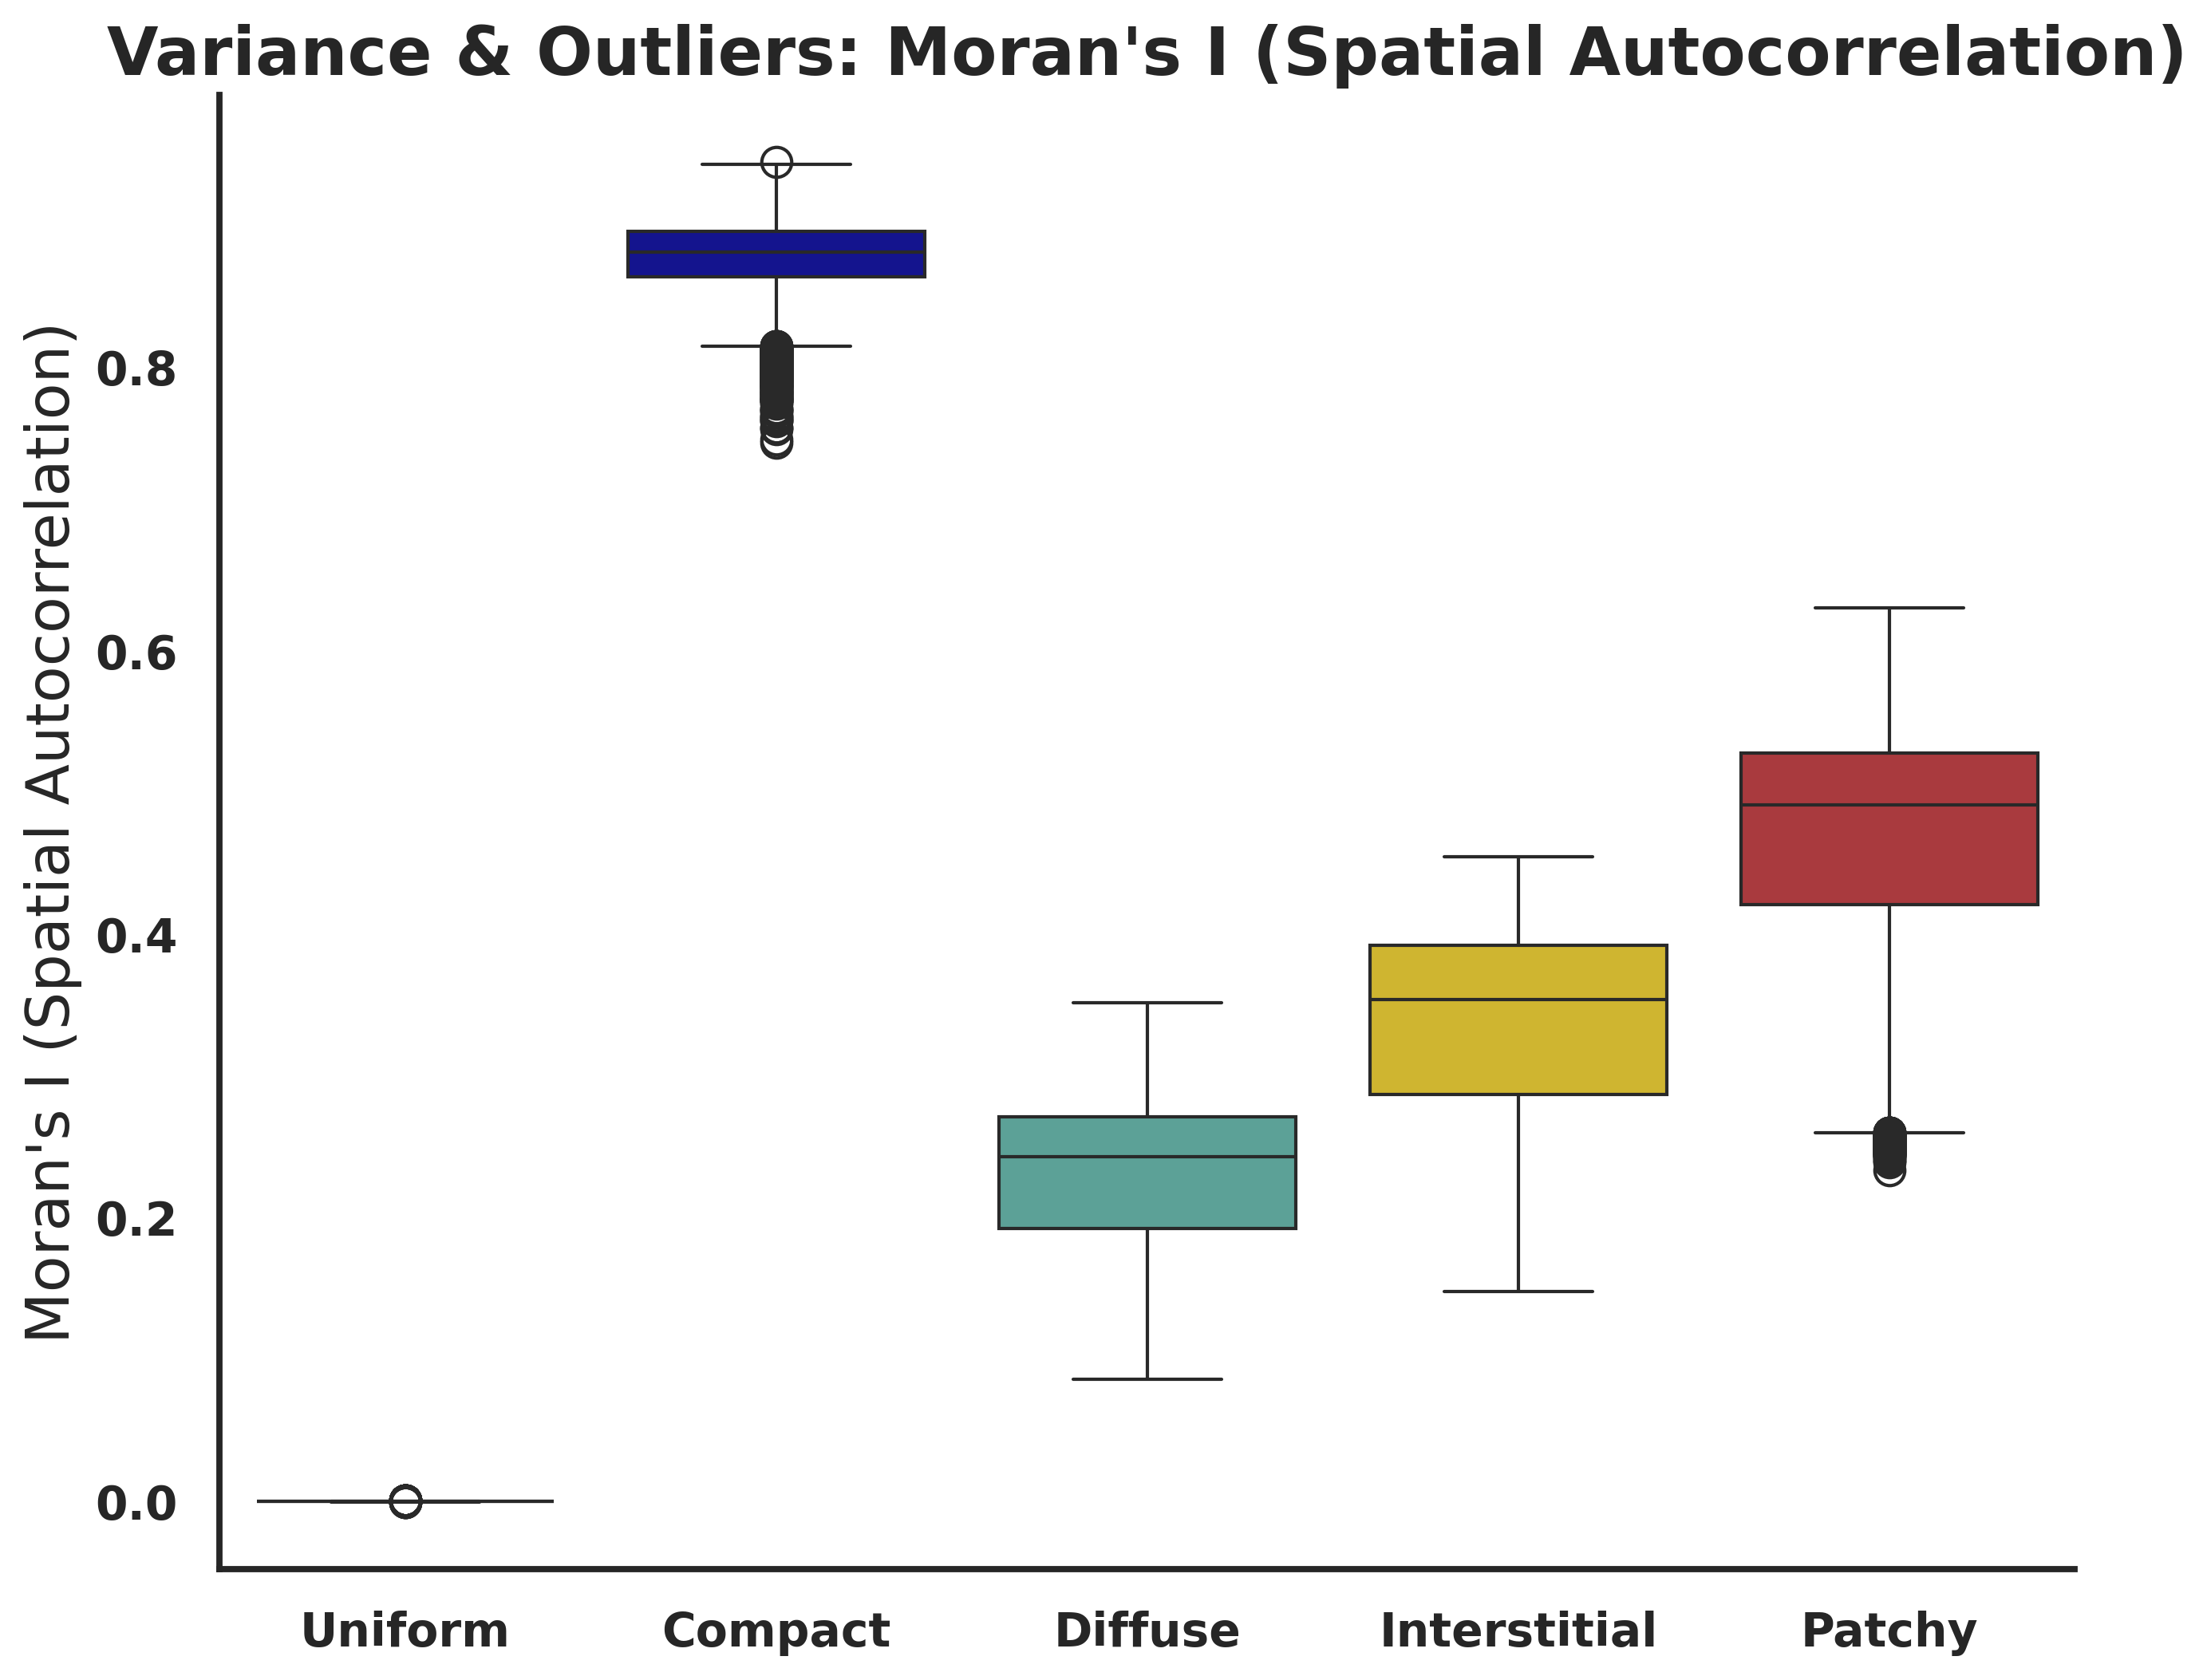 Variance & Outliers: Moran's I (Spatial Autocorrelation)
Moran's I (Spatial Autocorrelation)
0.8
0.6
0.4
0.2
0.0
Uniform Compact Diffuse Interstitial Patchy